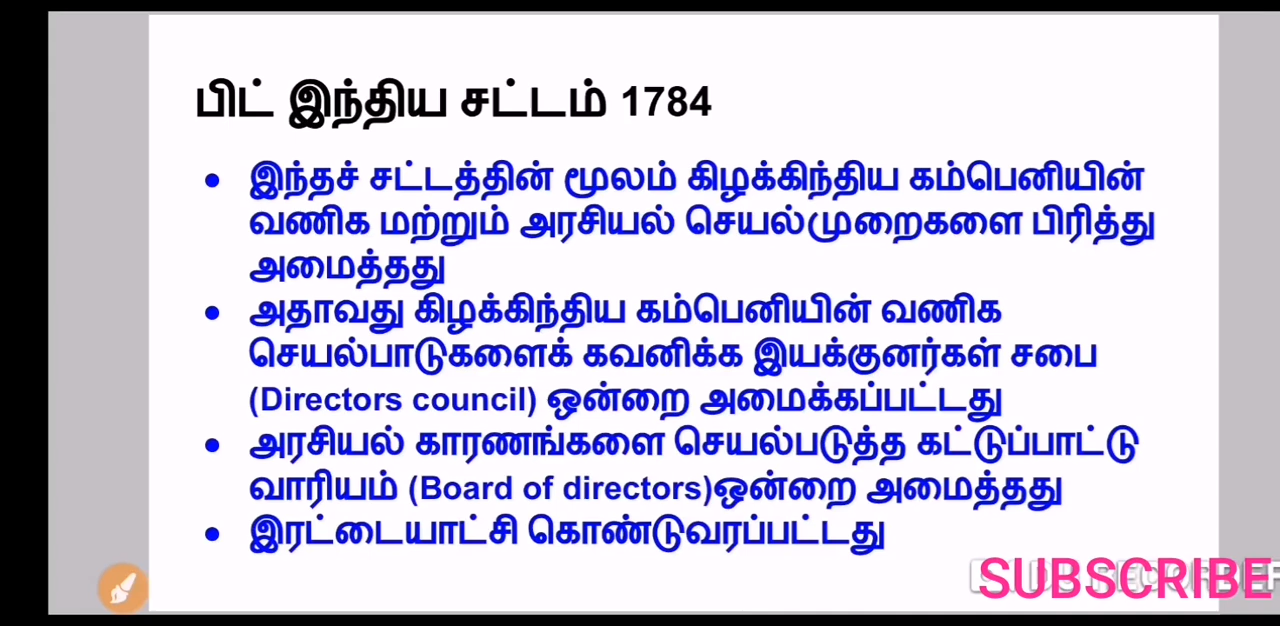 பிட் இந்திய சட்டம் 1784
• இந்தச் சட்டத்தின் மூலம் கிழக்கிந்திய கம்பெனியின்
வணிக மற்றும் அரசியல் செயல்முறைகளை பிரித்து
அமைத்தது
• அதாவது கிழக்கிந்திய கம்பெனியின் வணிக
செயல்பாடுகளைக் கவனிக்க இயக்குனர்கள் சபை
(Directors council) ஒன்றை அமைக்கப்பட்டது
• அரசியல் காரணங்களை செயல்படுத்த கட்டுப்பாட்டு
வாரியம் (Board of directors)ஒன்றை அமைத்தது
• இரட்டையாட்சி கொண்டுவரப்பட்டது
SUBSCRIBE